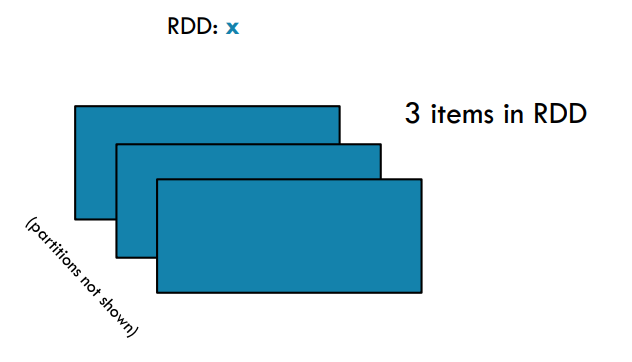 RDD: x
3 items in RDD
(partitions not shown)